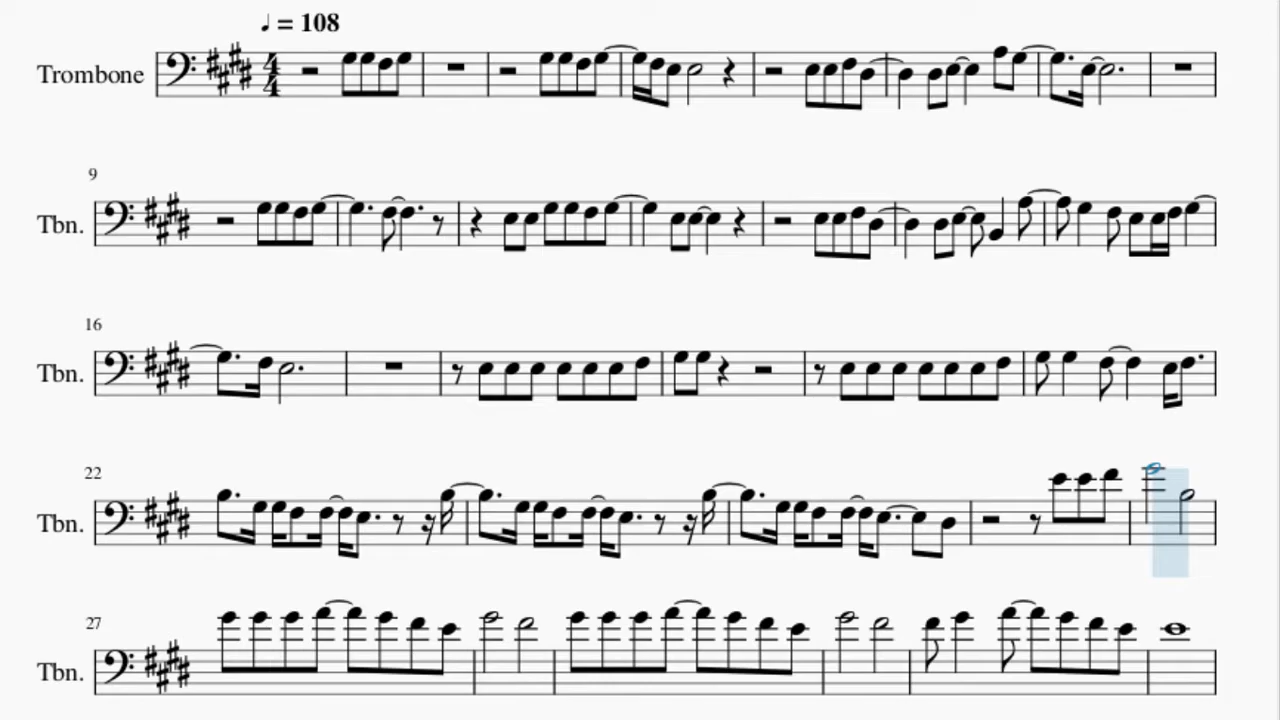 ♩ = 108
Trombone
4
4
9
Tbn.
16
Tbn.
22
Tbn.
27
Tbn.